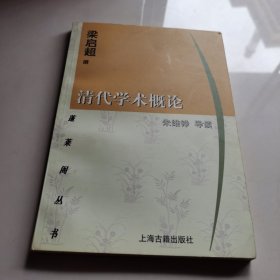 梁启超 撰
清代学术概论
朱维铮 导读
蓬莱阁丛书
上海古籍出版社